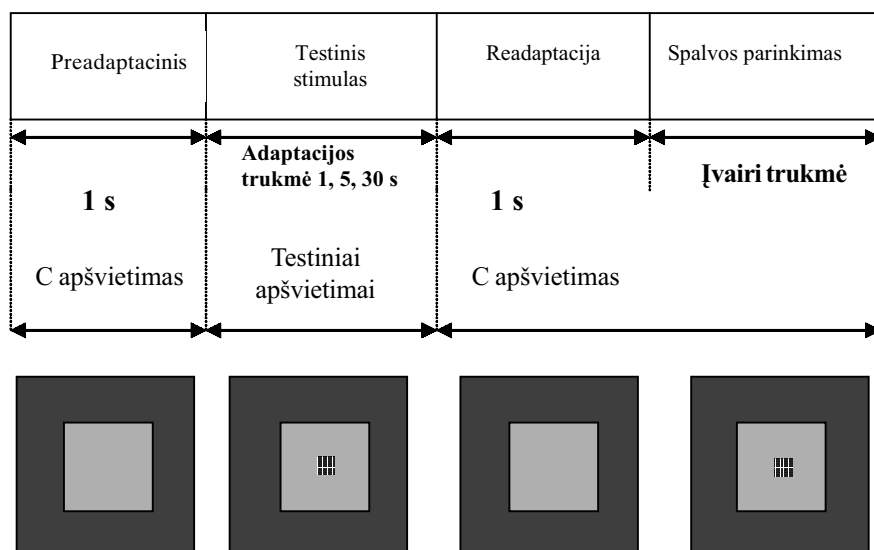 Preadaptacinis
Testinis
stimulas
Readaptacija
Spalvos parinkimas
1 s
Adaptacijos
trukmė 1, 5, 30 s
1 s
Įvairi trukmė
C apšvietimas
Testiniai
apšvietimai
C apšvietimas